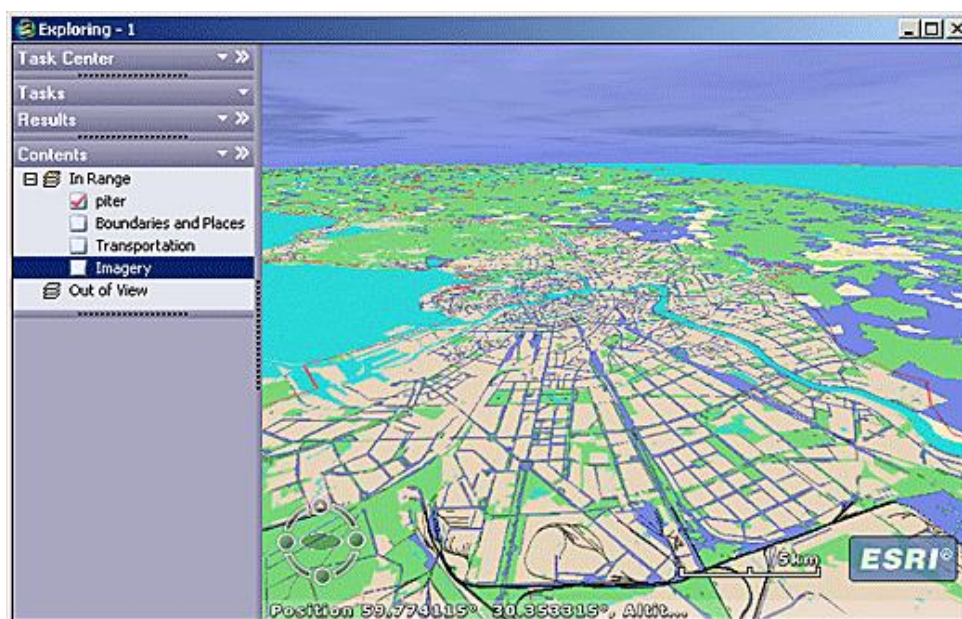 Exploring - 1
Task Center
Tasks
Results
Contents
In Range
piter
Boundaries and Places
Transportation
Imagery
Out of View
5km
ESRI®
Position 59.774115°  30.353315°, Altit...